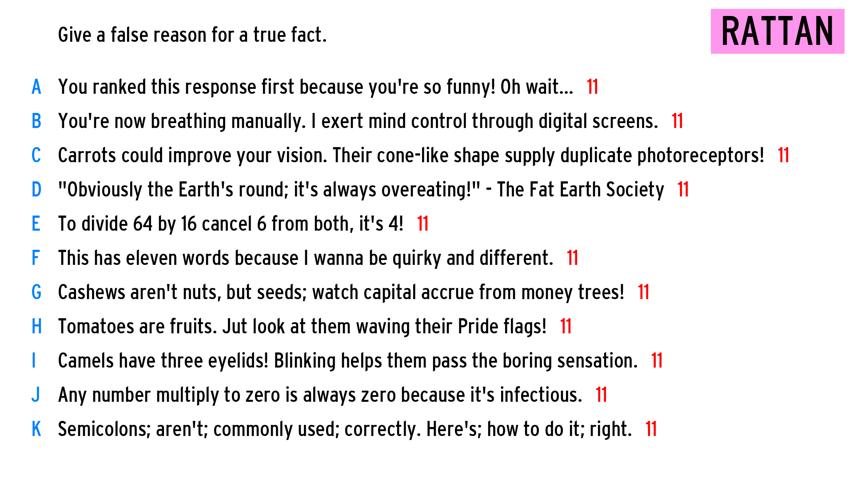 Give a false reason for a true fact.
RATTAN
A You ranked this response first because you're so funny! Oh wait... 11
B You're now breathing manually. I exert mind control through digital screens. 11
C Carrots could improve your vision. Their cone-like shape supply duplicate photoreceptors! 11
D "Obviously the Earth's round; it's always overeating!" - The Fat Earth Society 11
E To divide 64 by 16 cancel 6 from both, it's 4! 11
F This has eleven words because I wanna be quirky and different. 11
G Cashews aren't nuts, but seeds; watch capital accrue from money trees! 11
H Tomatoes are fruits. Jut look at them waving their Pride flags! 11
I Camels have three eyelids! Blinking helps them pass the boring sensation. 11
J Any number multiply to zero is always zero because it's infectious. 11
K Semicolons; aren't; commonly used; correctly. Here's; how to do it; right. 11